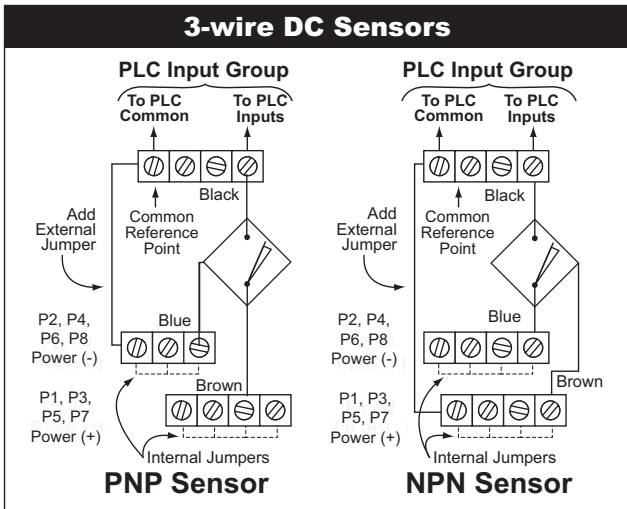 3-wire DC Sensors
PLC Input Group
To PLC
Common
To PLC
Inputs
Black
Add
External
Jumper
Common
Reference
Point
Blue
P2, P4,
P6, P8
Power (-)
Brown
P1, P3,
P5, P7
Power (+)
Internal Jumpers
PNP Sensor
PLC Input Group
To PLC
Common
To PLC
Inputs
Black
Add
External
Jumper
Common
Reference
Point
Blue
P2, P4,
P6, P8
Power (-)
Brown
P1, P3,
P5, P7
Power (+)
Internal Jumpers
NPN Sensor